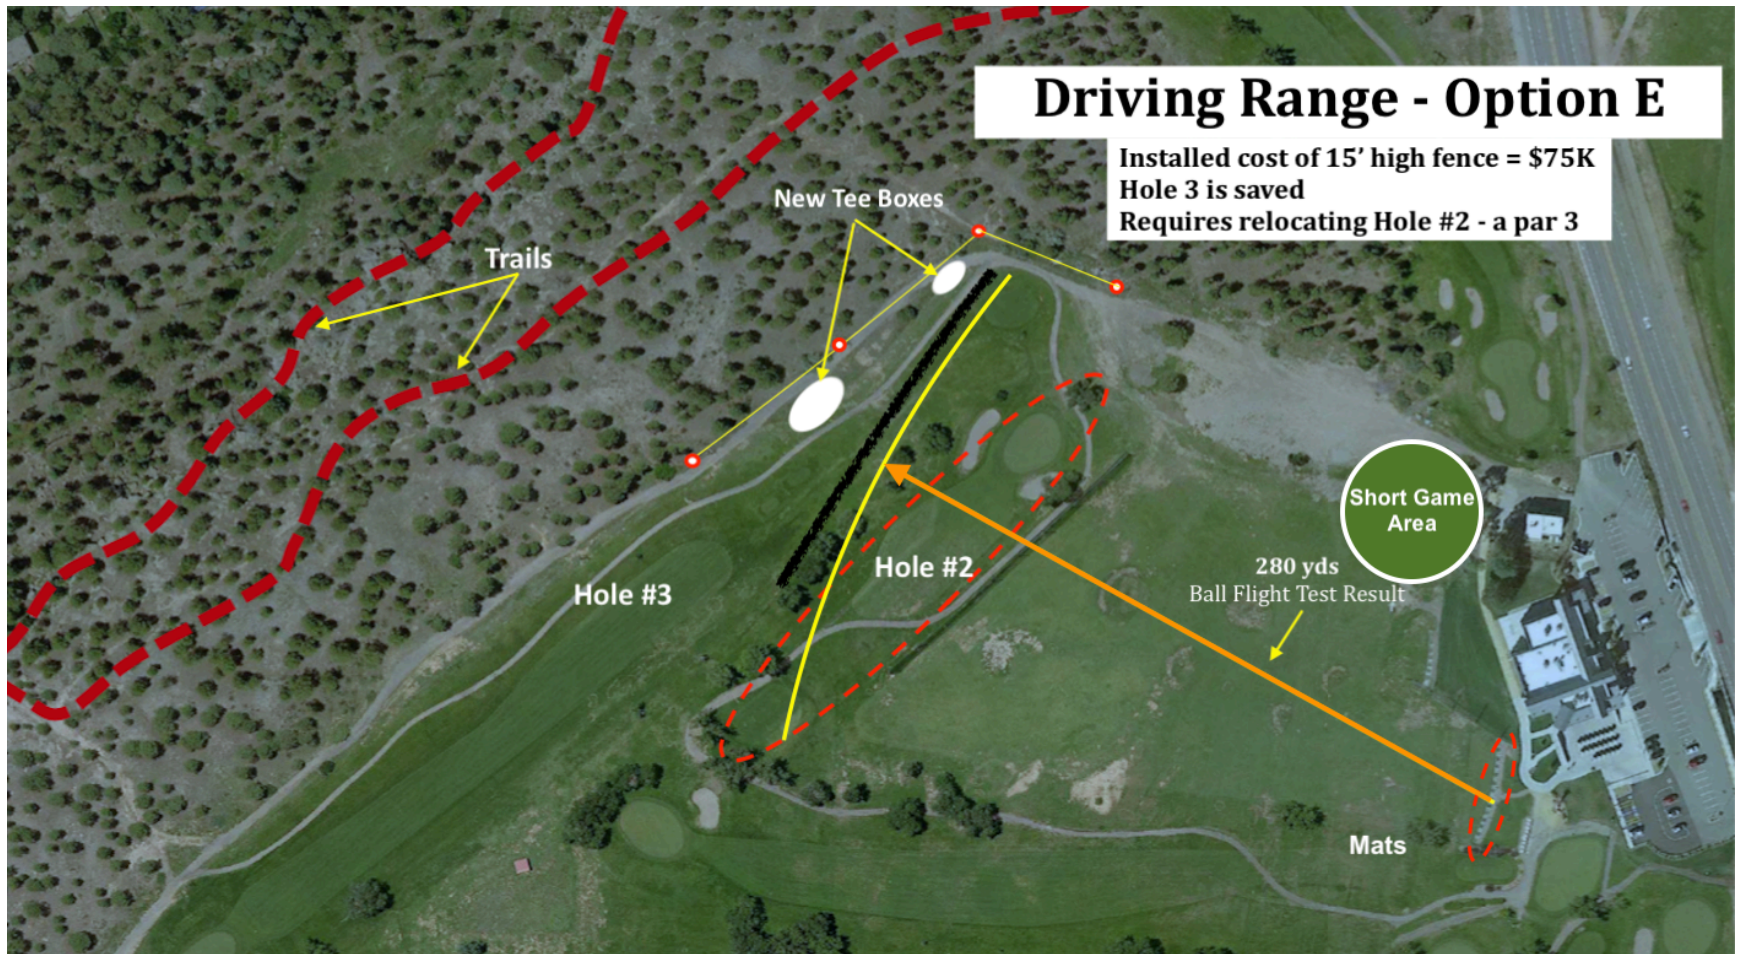 Driving Range - Option E
Installed cost of 15’ high fence = $75K
Hole 3 is saved
Requires relocating Hole #2 - a par 3
New Tee Boxes
Trails
Short Game
Area
280 yds
Ball Flight Test Result
Hole #2
Hole #3
Mats